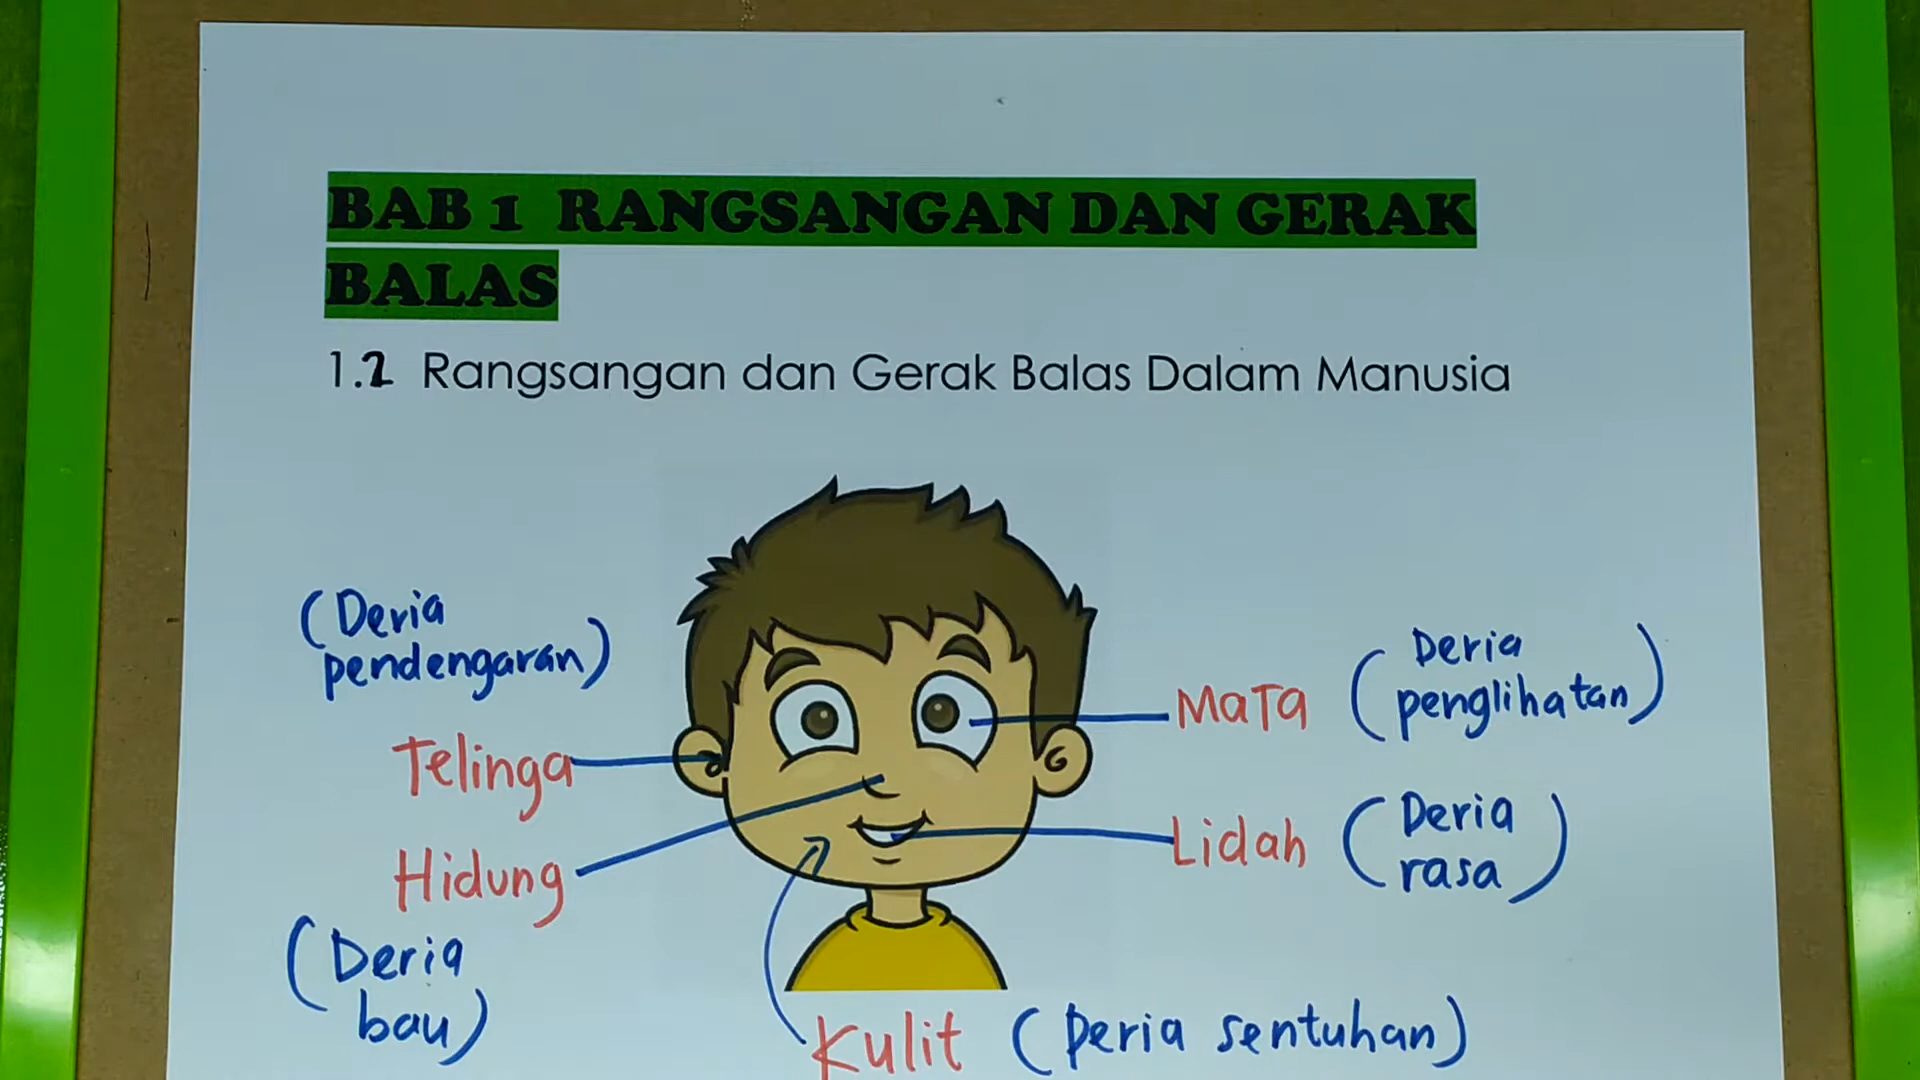 BAB 1 RANGSANGAN DAN GERAK
BALAS
1.2 Rangsangan dan Gerak Balas Dalam Manusia
(Deria
pendengaran)
Telinga
Hidung
(Deria
bau)
Mata
(Deria
penglihatan)
Lidah
(Deria
rasa)
Kulit (Deria sentuhan)